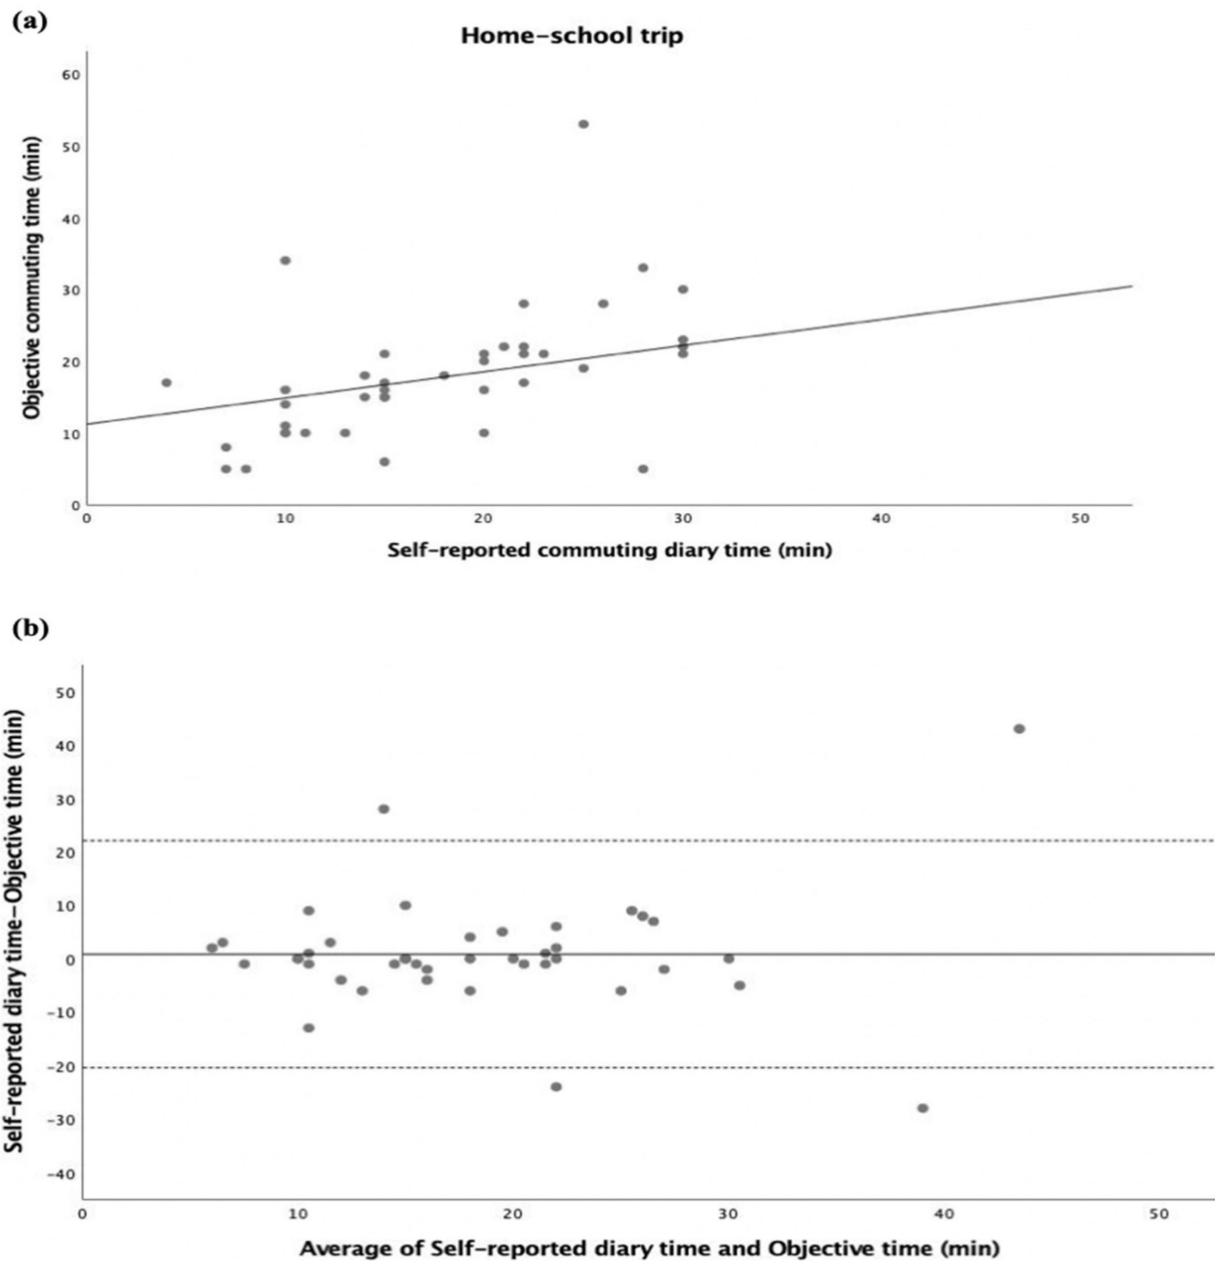 (a)
Home-school trip
Objective commuting time (min)
60
50
40
30
20
10
0
0 10 20 30 40 50
Self-reported commuting diary time (min)
(b)
Self-reported diary time-Objective time (min)
50
40
30
20
10
0
-10
-20
-30
-40
0 10 20 30 40 50
Average of Self-reported diary time and Objective time (min)